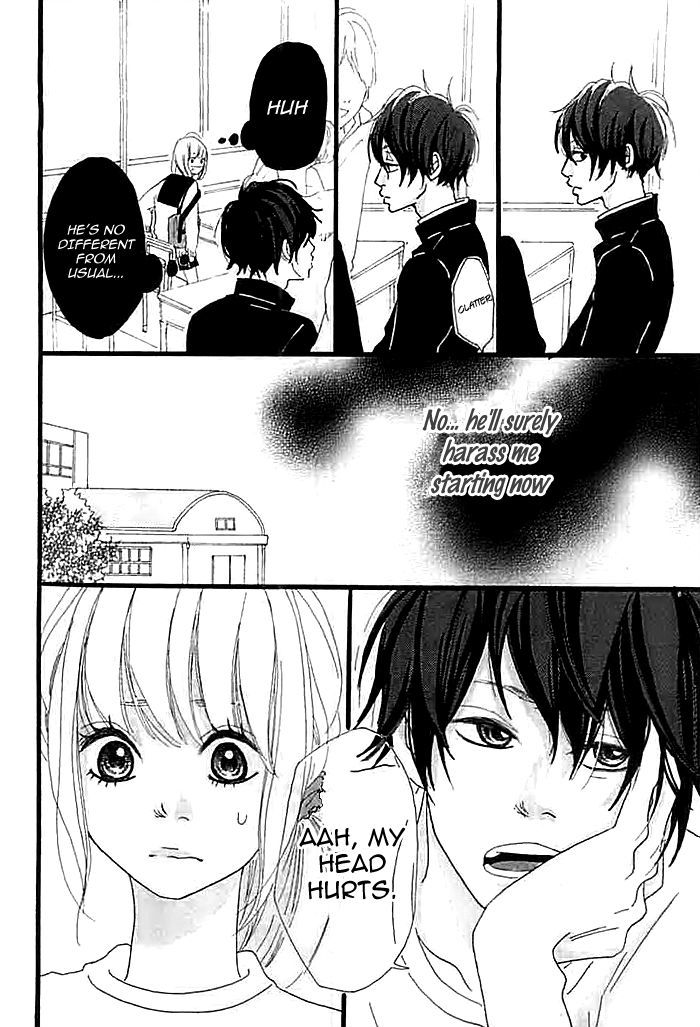 CLATTER
HUH
HE'S NO
DIFFERENT
FROM
USUAL...
No... he'll surely
harass me
starting now
AAH, MY
HEAD
HURTS!